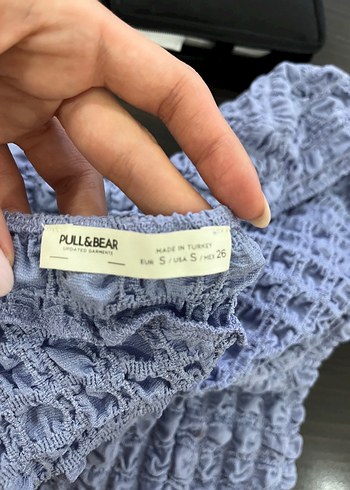 PULL&BEAR
UPDATED GARMENTS
MADE IN TURKEY
EUR S / USA S / MEX 26